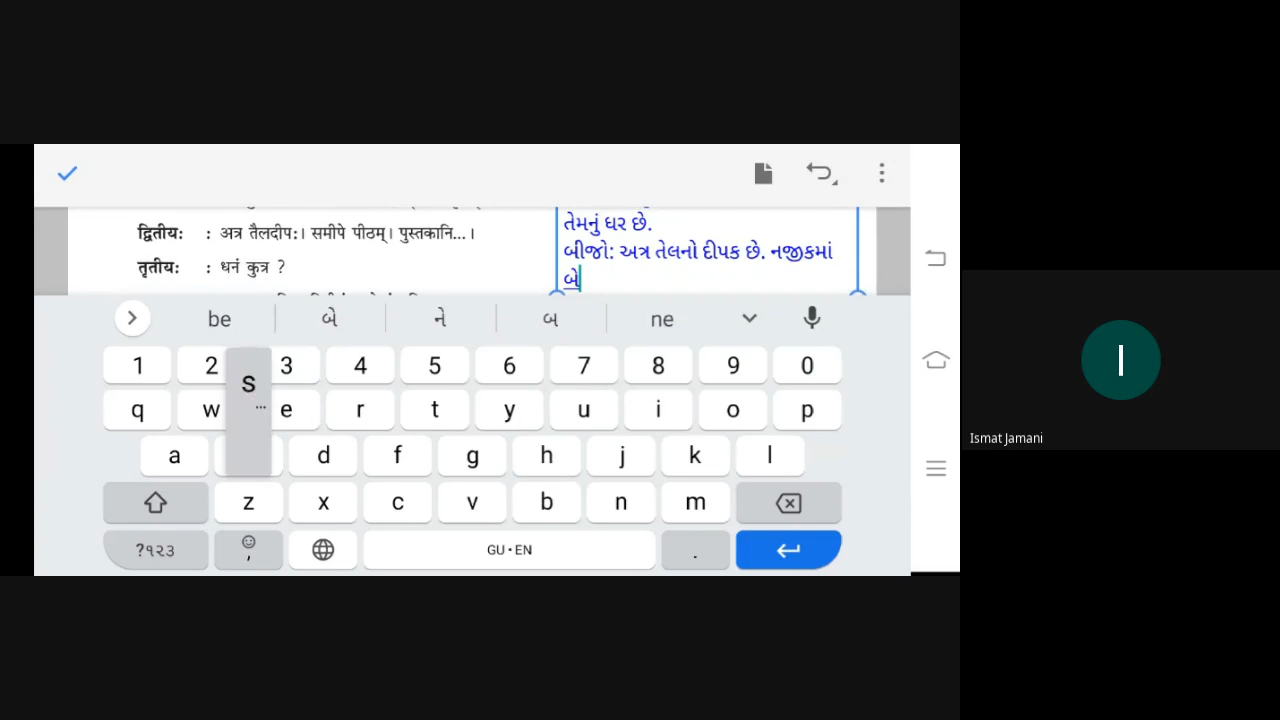 તેમનું ઘર છે.
द्वितीयः : अत्र तैलदीपः। समीपे पीठम्। पुस्तकानि...।
બીજો: અત્ર તેલનો દીપક છે. નજીકમાં
બે
तृतीयः : धनं कुत्र ?
be બે ને બ ne
1 2 3 4 5 6 7 8 9 0
s
q w e r t y u i o p
a d f g h j k l
z x c v b n m
?૧૨૩ , GU • EN .
I
Ismat Jamani